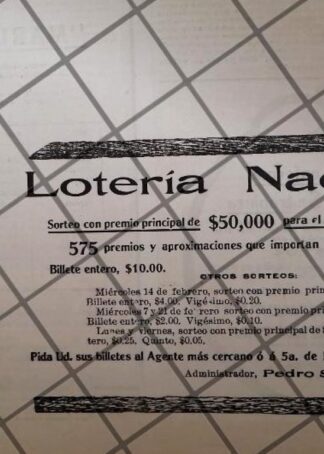 Lotería Nac
Sorteo con premio principal de $50,000 para el
575 premios y aproximaciones que importan
Billete entero, $10.00.
OTROS SORTEOS:
Miércoles 14 de febrero, sorteo con premio prin
Billete entero, $4.00. Vigésimo, $0.20.
Miércoles 7 y 21 de febrero sorteo con premio pri
Billete entero, $2.00. Vigésimo, $0.10.
Lunes y viernes, sorteo con premio principal de
tero, $0.25. Quinto, $0.05.
Pida Ud. sus billetes al Agente más cercano ó á 5a. de
Administrador, Pedro S